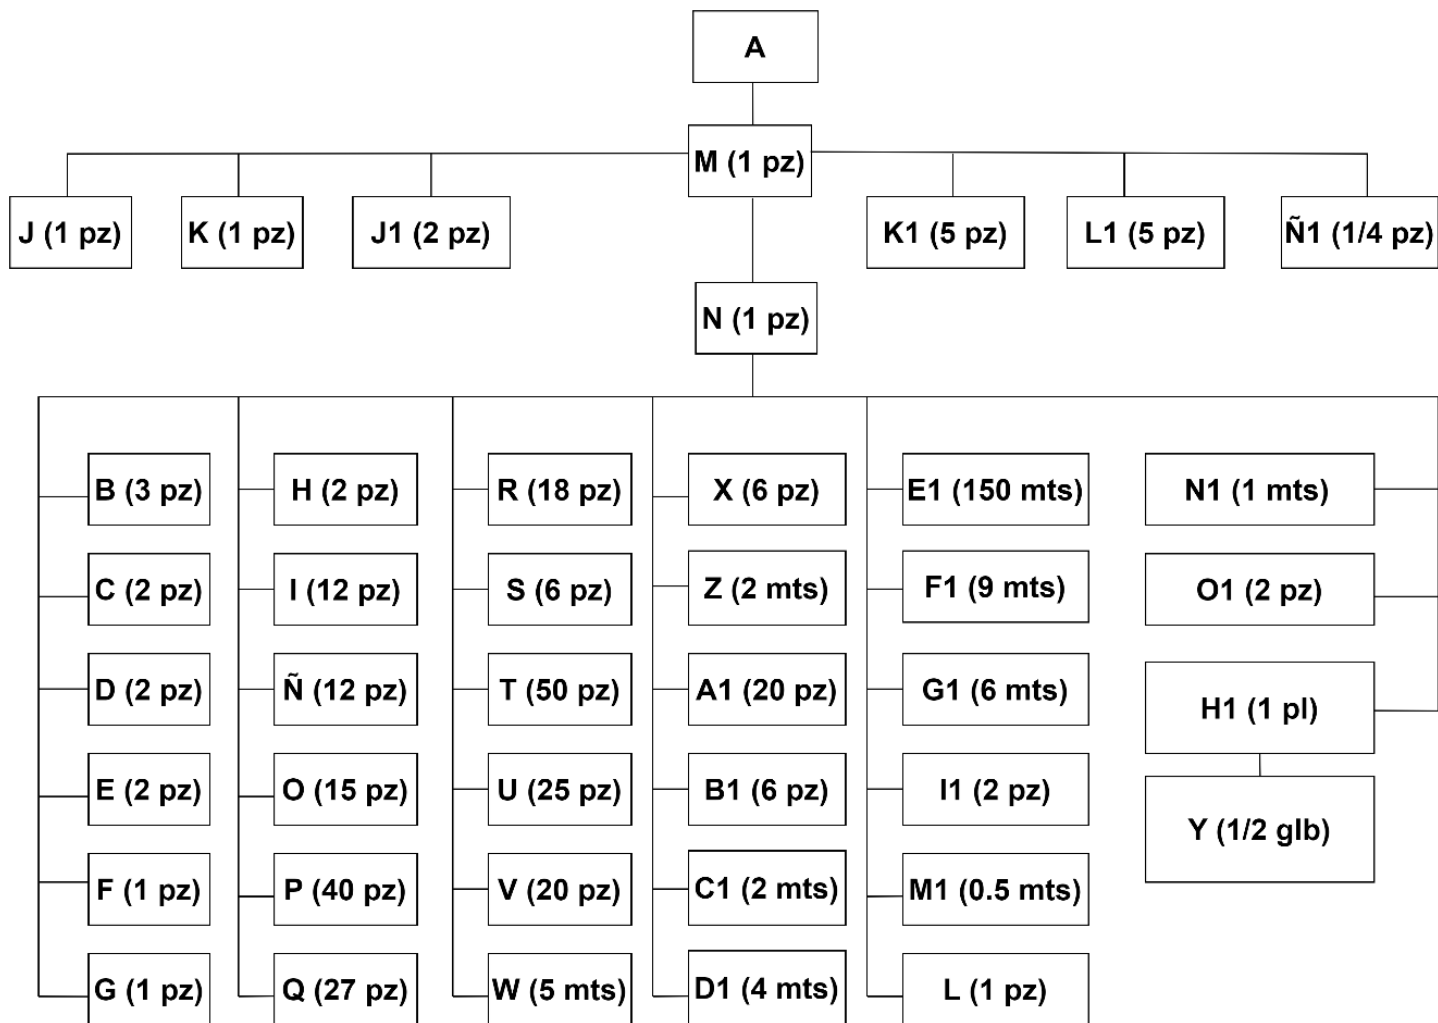 A
M (1 pz)
J (1 pz)
K (1 pz)
J1 (2 pz)
K1 (5 pz)
L1 (5 pz)
Ñ1 (1/4 pz)
N (1 pz)
B (3 pz)
H (2 pz)
R (18 pz)
X (6 pz)
E1 (150 mts)
N1 (1 mts)
C (2 pz)
I (12 pz)
S (6 pz)
Z (2 mts)
F1 (9 mts)
O1 (2 pz)
D (2 pz)
Ñ (12 pz)
T (50 pz)
A1 (20 pz)
G1 (6 mts)
H1 (1 pl)
E (2 pz)
O (15 pz)
U (25 pz)
B1 (6 pz)
I1 (2 pz)
Y (1/2 glb)
F (1 pz)
P (40 pz)
V (20 pz)
C1 (2 mts)
M1 (0.5 mts)
G (1 pz)
Q (27 pz)
W (5 mts)
D1 (4 mts)
L (1 pz)